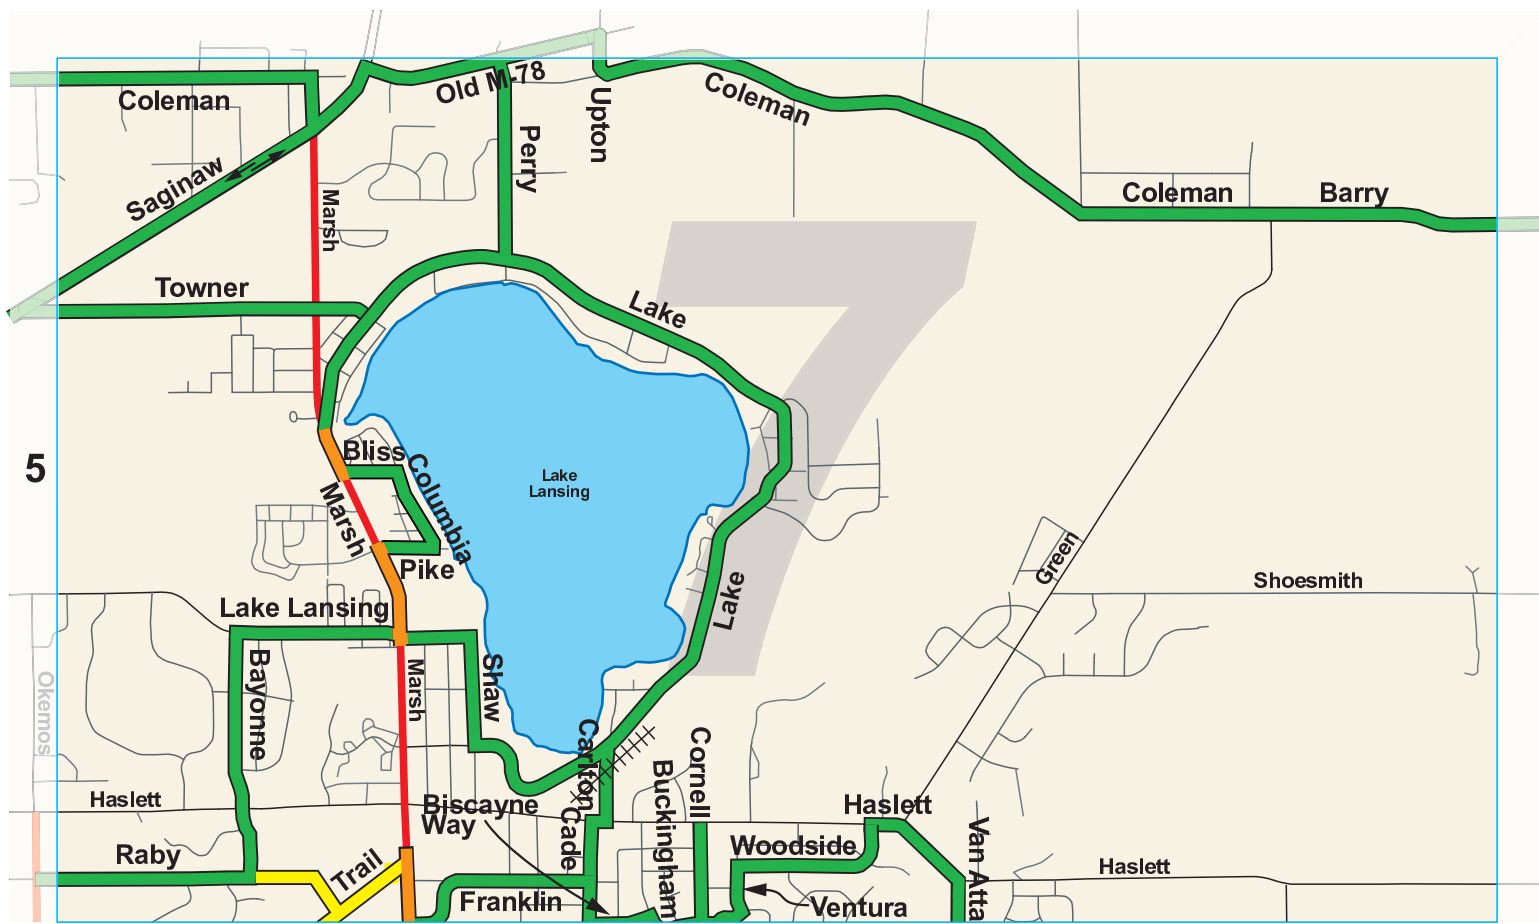 Coleman
Old M-78
Coleman
Upton
Perry
Saginaw
Marsh
Coleman
Barry
Towner
Lake
7
5
Bliss
Columbia
Lake
Lansing
Marsh
Pike
Green
Shoesmith
Lake
Lake Lansing
Bayonne
Marsh
Shaw
Okemos
Carlton
Cornell
Buckingham
Haslett
Biscayne
Way
Cade
Haslett
Van Atta
Woodside
Raby
Trail
Haslett
Franklin
Ventura